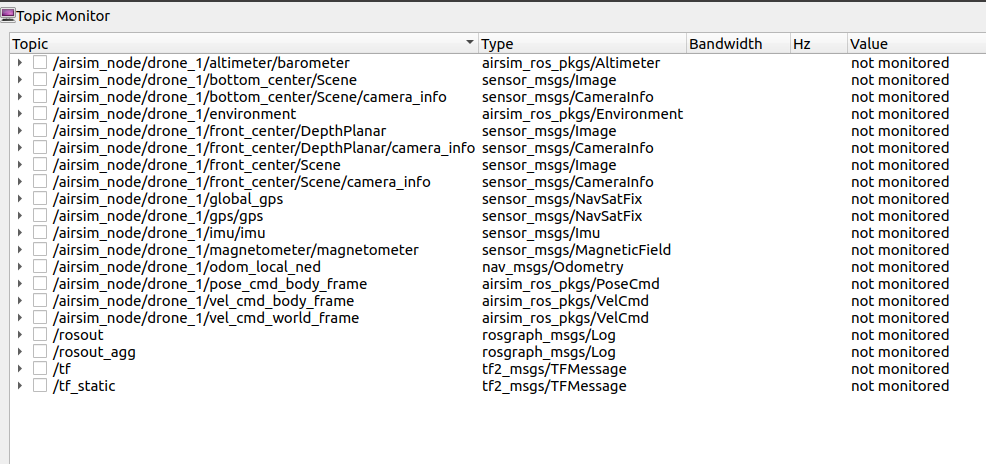 Topic Monitor
Topic Type Bandwidth Hz Value
/airsim_node/drone_1/altimeter/barometer airsim_ros_pkgs/Altimeter not monitored
/airsim_node/drone_1/bottom_center/Scene sensor_msgs/Image not monitored
/airsim_node/drone_1/bottom_center/Scene/camera_info sensor_msgs/CameraInfo not monitored
/airsim_node/drone_1/environment airsim_ros_pkgs/Environment not monitored
/airsim_node/drone_1/front_center/DepthPlanar sensor_msgs/Image not monitored
/airsim_node/drone_1/front_center/DepthPlanar/camera_info sensor_msgs/CameraInfo not monitored
/airsim_node/drone_1/front_center/Scene sensor_msgs/Image not monitored
/airsim_node/drone_1/front_center/Scene/camera_info sensor_msgs/CameraInfo not monitored
/airsim_node/drone_1/global_gps sensor_msgs/NavSatFix not monitored
/airsim_node/drone_1/gps/gps sensor_msgs/NavSatFix not monitored
/airsim_node/drone_1/imu/imu sensor_msgs/Imu not monitored
/airsim_node/drone_1/magnetometer/magnetometer sensor_msgs/MagneticField not monitored
/airsim_node/drone_1/odom_local_ned nav_msgs/Odometry not monitored
/airsim_node/drone_1/pose_cmd_body_frame airsim_ros_pkgs/PoseCmd not monitored
/airsim_node/drone_1/vel_cmd_body_frame airsim_ros_pkgs/VelCmd not monitored
/airsim_node/drone_1/vel_cmd_world_frame airsim_ros_pkgs/VelCmd not monitored
/rosout rosgraph_msgs/Log not monitored
/rosout_agg rosgraph_msgs/Log not monitored
/tf tf2_msgs/TFMessage not monitored
/tf_static tf2_msgs/TFMessage not monitored